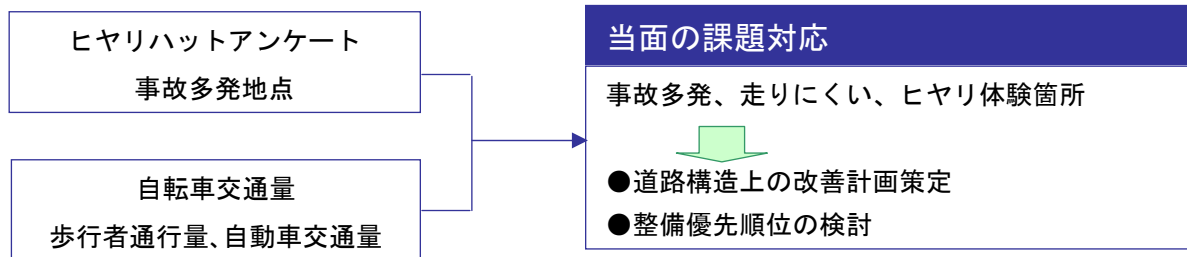 ヒヤリハットアンケート
事故多発地点
自転車交通量
歩行者通行量、自動車交通量
当面の課題対応
事故多発、走りにくい、ヒヤリ体験箇所
●道路構造上の改善計画策定
●整備優先順位の検討